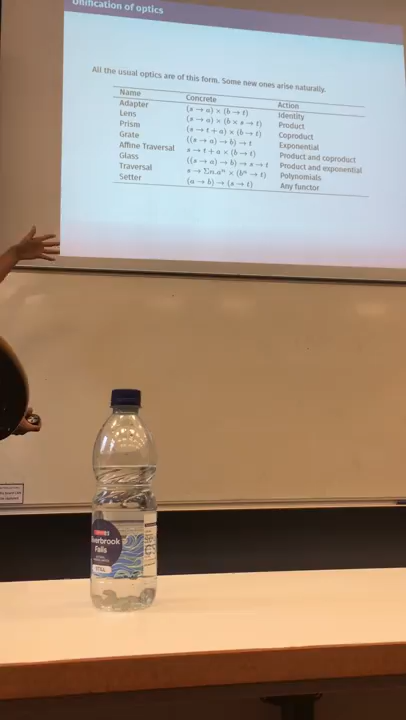 Unification of optics
All the usual optics are of this form. Some new ones arise naturally.
Name Concrete Action
Adapter (s → a) × (b → t) Identity
Lens (s → a) × (b × s → t) Product
Prism (s → t + a) × (b → t) Coproduct
Grate ((s → a) → b) → t Exponential
Affine Traversal s → t + a × (b → t) Product and coproduct
Glass ((s → a) → b) → s → t Product and exponential
Traversal s → Σn.aⁿ × (bⁿ → t) Polynomials
Setter (a → b) → (s → t) Any functor
erbrook
Falls
STILL